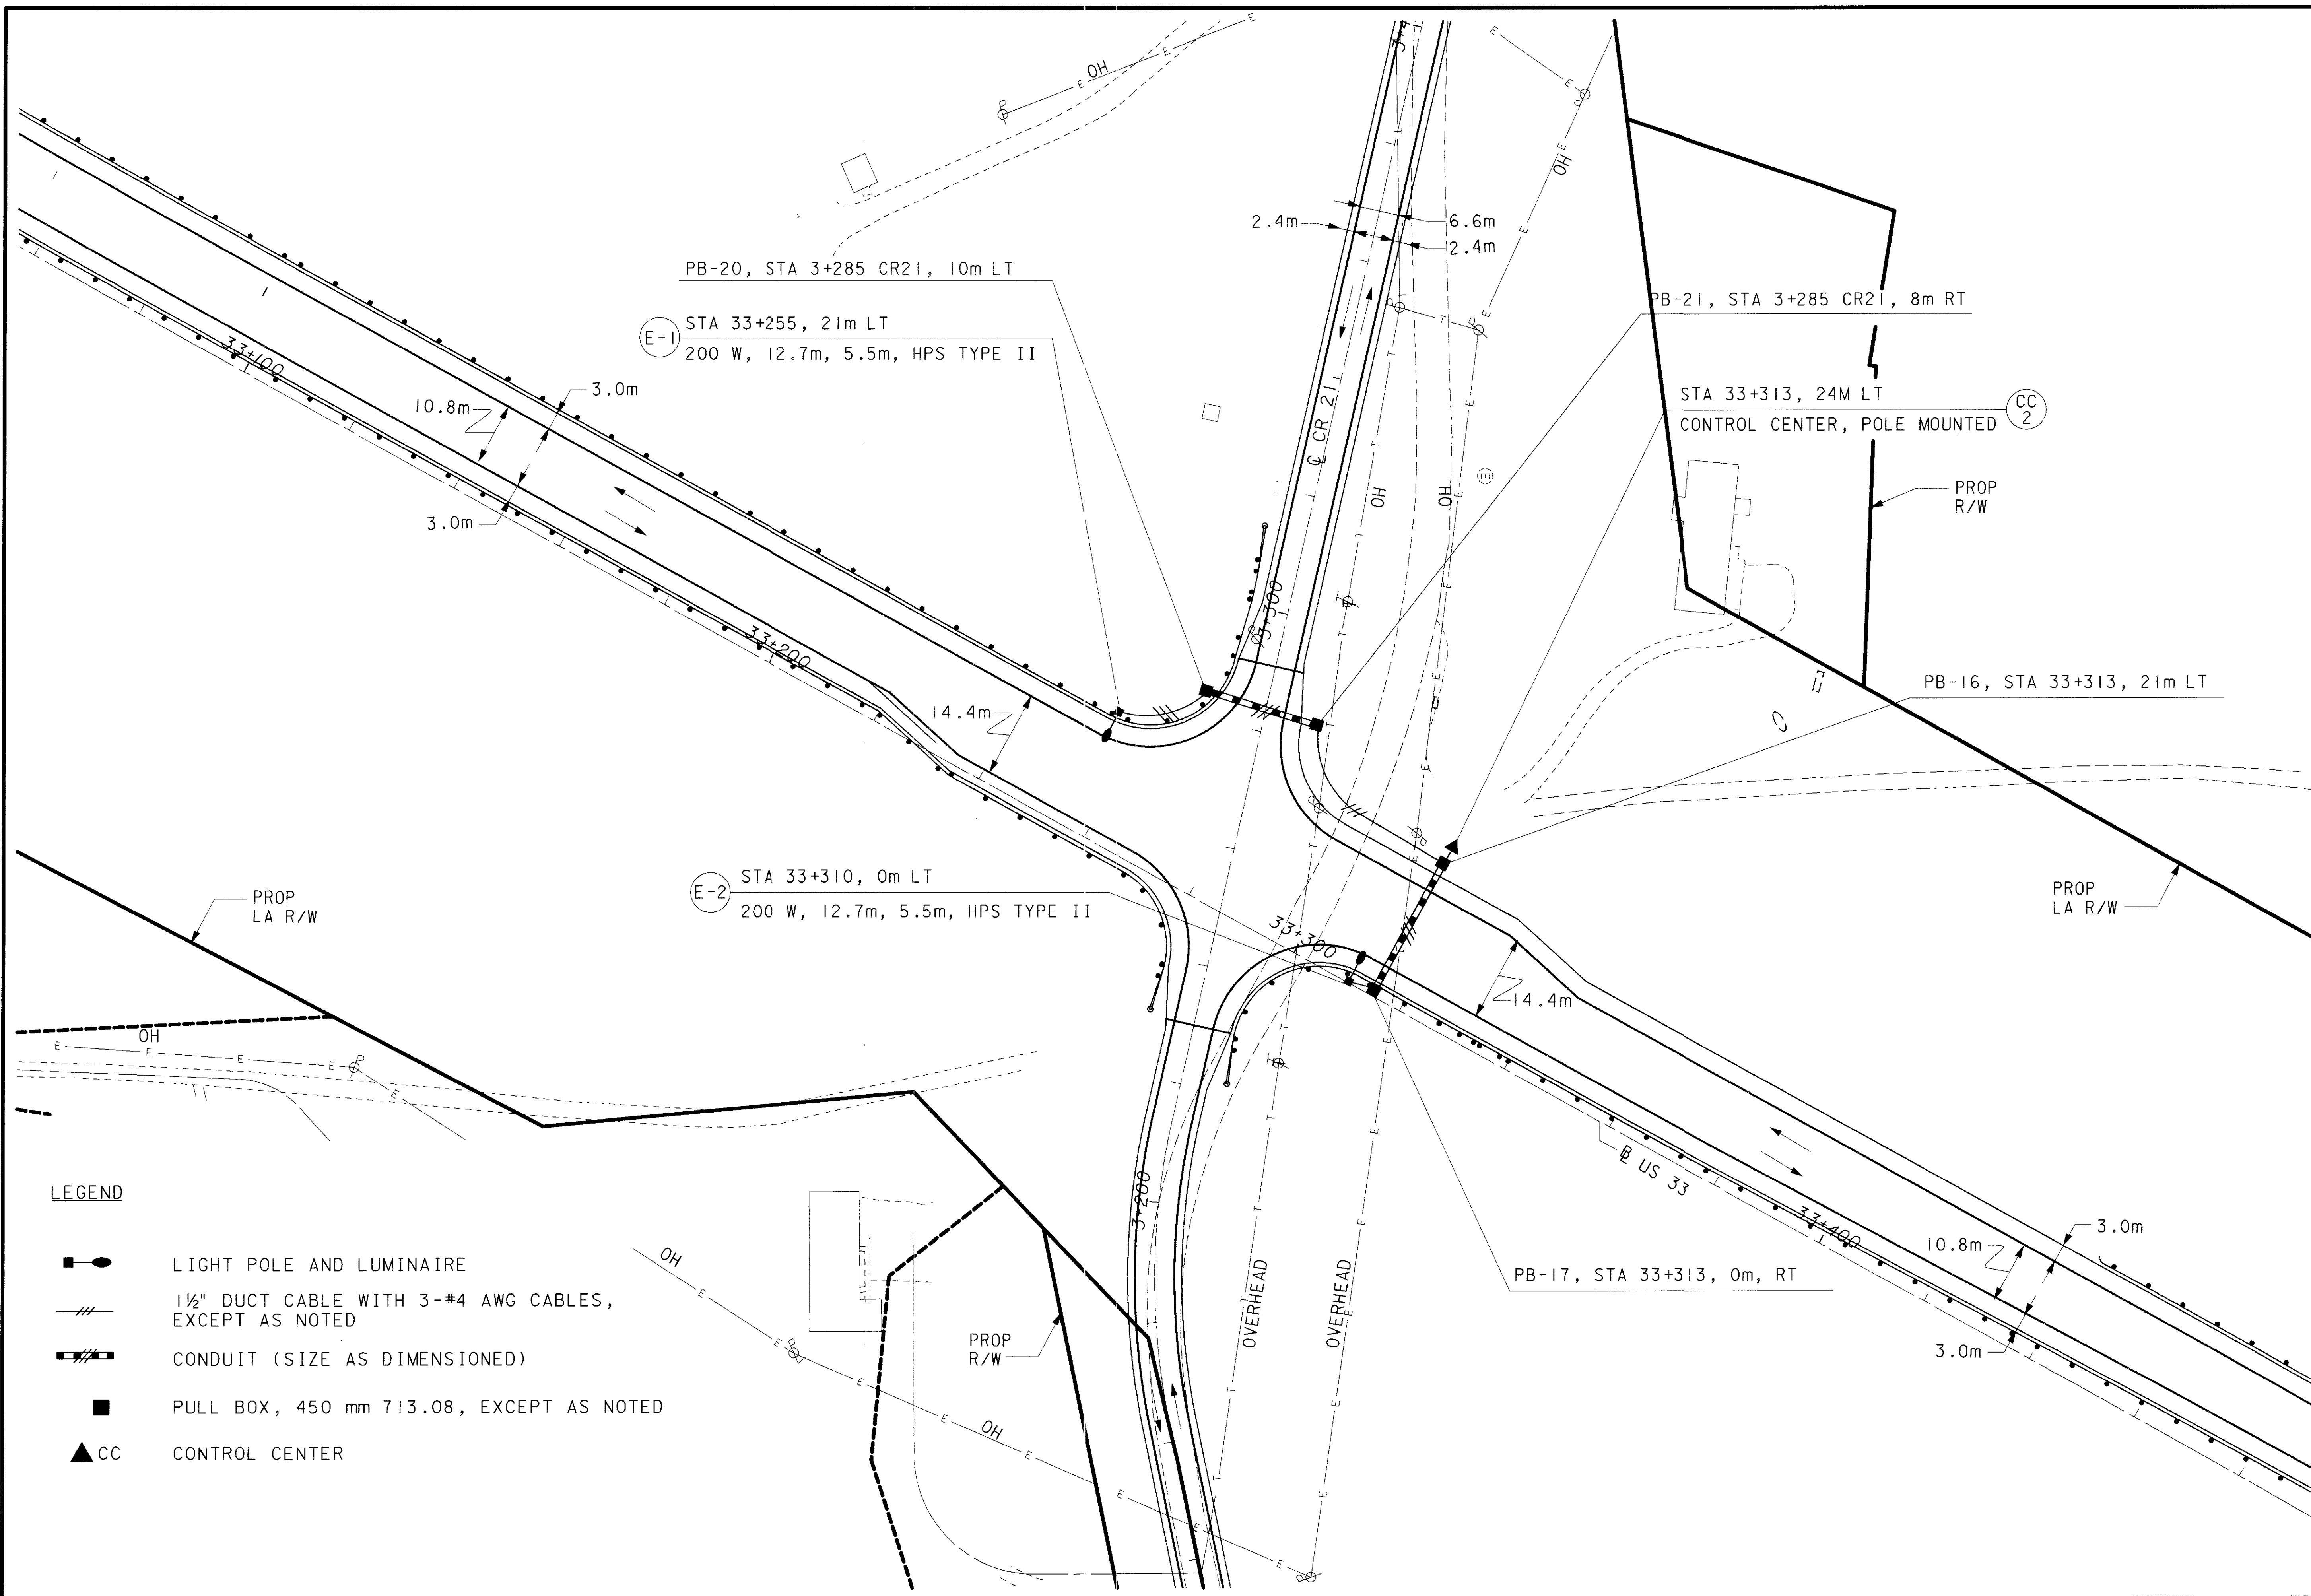 OH
2.4m
6.6m
2.4m
OH
PB-20, STA 3+285 CR21, 10m LT
E-1
STA 33+255, 21m LT
200 W, 12.7m, 5.5m, HPS TYPE II
PB-21, STA 3+285 CR21, 8m RT
33+100
10.8m
3.0m
3.0m
STA 33+313, 24M LT
CONTROL CENTER, POLE MOUNTED
CC
2
℄ CR 21
OH
OH
(E)
PROP
R/W
3+300
33+200
14.4m
PB-16, STA 33+313, 21m LT
E-2
STA 33+310, 0m LT
200 W, 12.7m, 5.5m, HPS TYPE II
PROP
LA R/W
PROP
LA R/W
33+300
14.4m
OH
3+200
US 33
33+400
10.8m
3.0m
3.0m
OVERHEAD
OVERHEAD
PB-17, STA 33+313, 0m, RT
OH
PROP
R/W
OH
LEGEND
LIGHT POLE AND LUMINAIRE
1½" DUCT CABLE WITH 3-#4 AWG CABLES,
EXCEPT AS NOTED
CONDUIT (SIZE AS DIMENSIONED)
PULL BOX, 450 mm 713.08, EXCEPT AS NOTED
CC
CONTROL CENTER